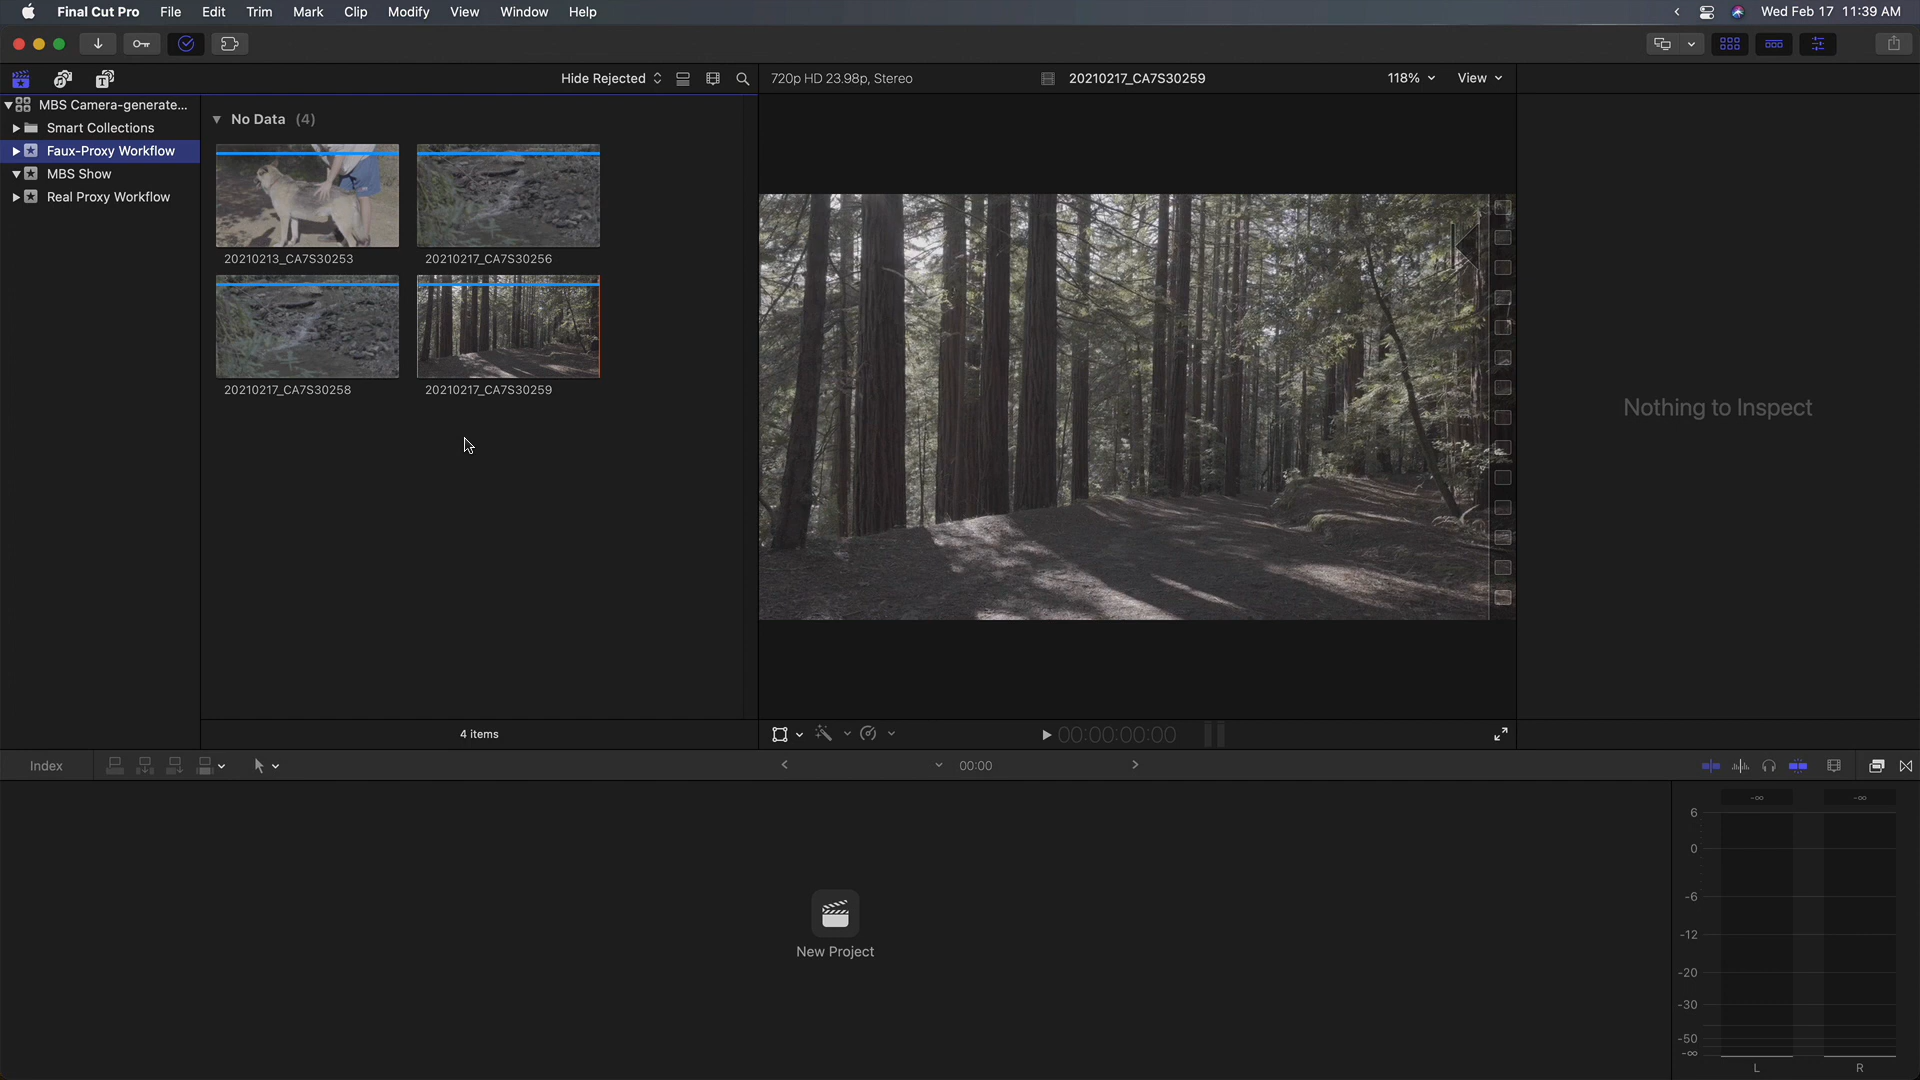 Final Cut Pro File Edit Trim Mark Clip Modify View Window Help Wed Feb 17 11:39 AM
Hide Rejected 720p HD 23.98p, Stereo 20210217_CA7S30259 118% View
MBS Camera-generate...
Smart Collections
Faux-Proxy Workflow
MBS Show
Real Proxy Workflow
No Data (4)
20210213_CA7S30253 20210217_CA7S30256
20210217_CA7S30258 20210217_CA7S30259
4 items
00:00:00:00
Nothing to Inspect
Index 00:00
New Project
-∞ -∞
6
0
-6
-12
-20
-30
-50
-∞
L R